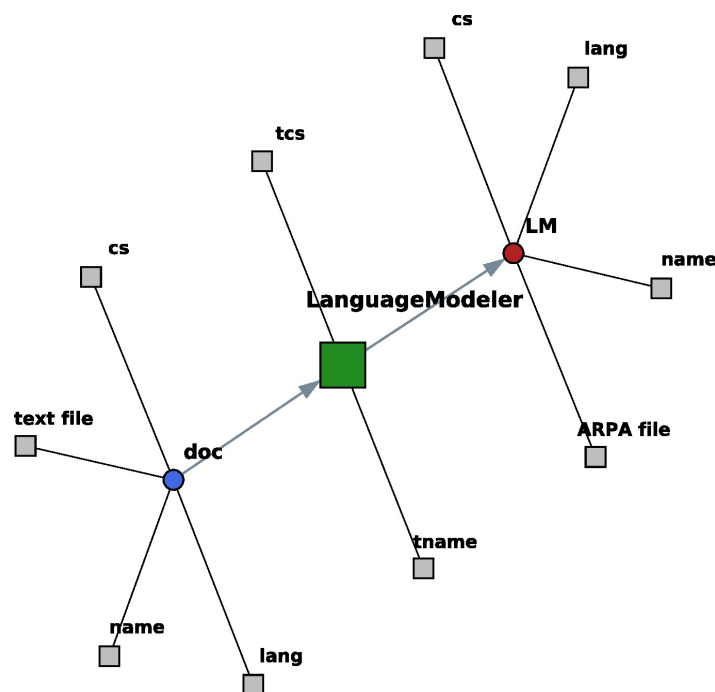 cs
lang
tcs
LM
cs
name
LanguageModeler
text file
ARPA file
doc
tname
name
lang